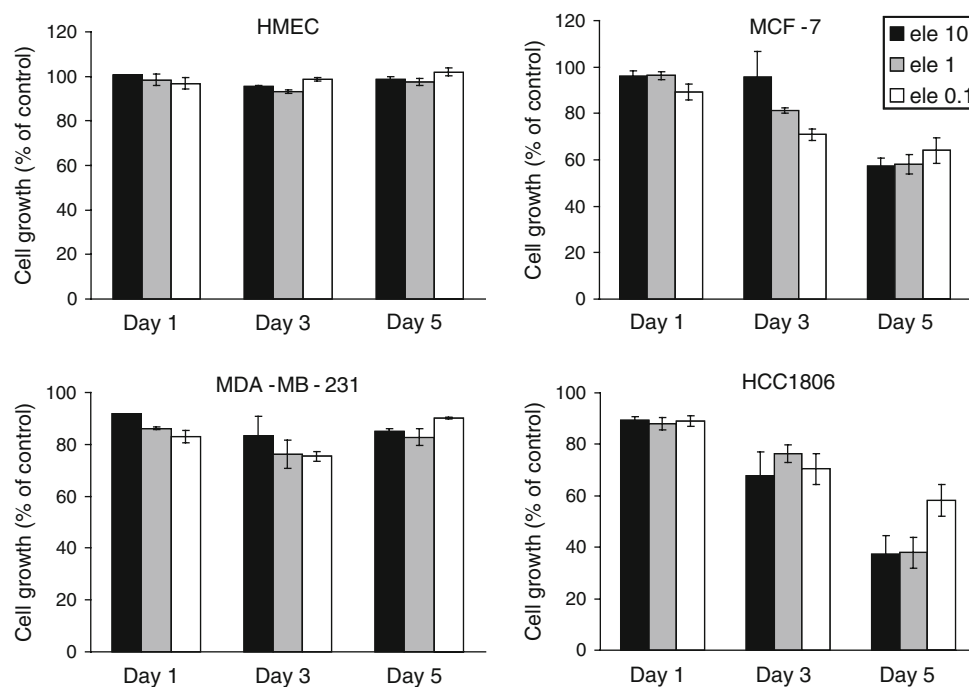 HMEC
Cell growth (% of control)
120
100
80
60
40
20
0
Day 1 Day 3 Day 5
MCF -7
Cell growth (% of control)
120
100
80
60
40
20
0
Day 1 Day 3 Day 5
ele 10
ele 1
ele 0.1
MDA -MB - 231
Cell growth (% of control)
100
80
60
40
20
0
Day 1 Day 3 Day 5
HCC1806
Cell growth (% of control)
100
80
60
40
20
0
Day 1 Day 3 Day 5